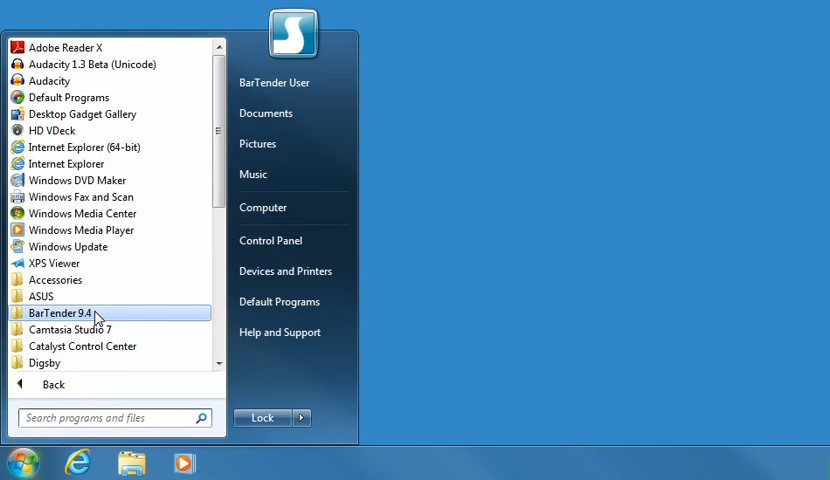 Adobe Reader X
Audacity 1.3 Beta (Unicode)
Audacity
Default Programs
Desktop Gadget Gallery
HD VDeck
Internet Explorer (64-bit)
Internet Explorer
Windows DVD Maker
Windows Fax and Scan
Windows Media Center
Windows Media Player
Windows Update
XPS Viewer
Accessories
ASUS
BarTender 9.4
Camtasia Studio 7
Catalyst Control Center
Digsby
Back
Search programs and files
BarTender User
Documents
Pictures
Music
Computer
Control Panel
Devices and Printers
Default Programs
Help and Support
Lock